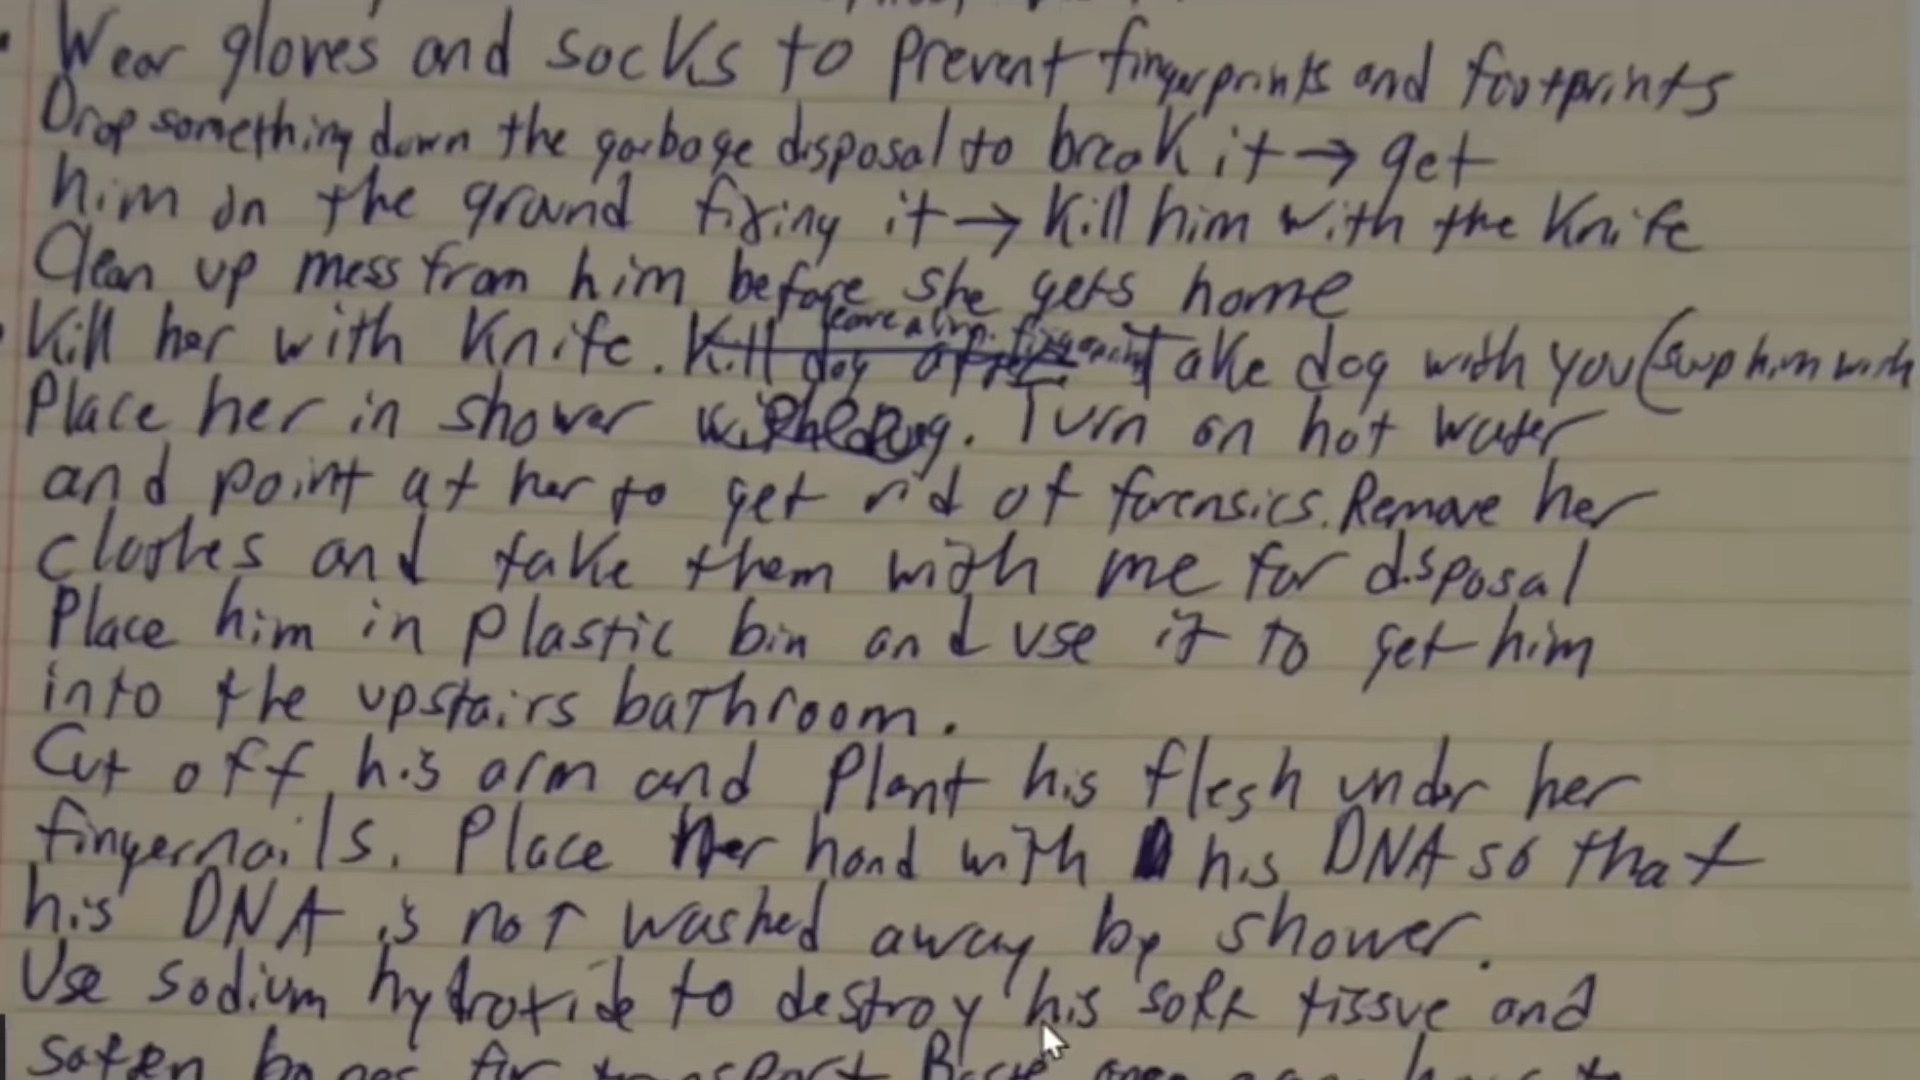 Wear gloves and socks to prevent fingerprints and footprints
Drop something down the garbage disposal to break it → get
him on the ground fixing it → kill him with the knife
Clean up mess from him before she gets home
Kill her with knife. Kill dog after Take dog with you (swap him with
Place her in shower. Turn on hot water
and point at her to get rid of forensics. Remove her
clothes and take them with me for disposal
Place him in plastic bin and use it to get him
into the upstairs bathroom.
Cut off his arm and plant his flesh under her
fingernails. Place her hand with his DNA so that
his DNA is not washed away by shower.
Use sodium hydroxide to destroy his soft tissue and